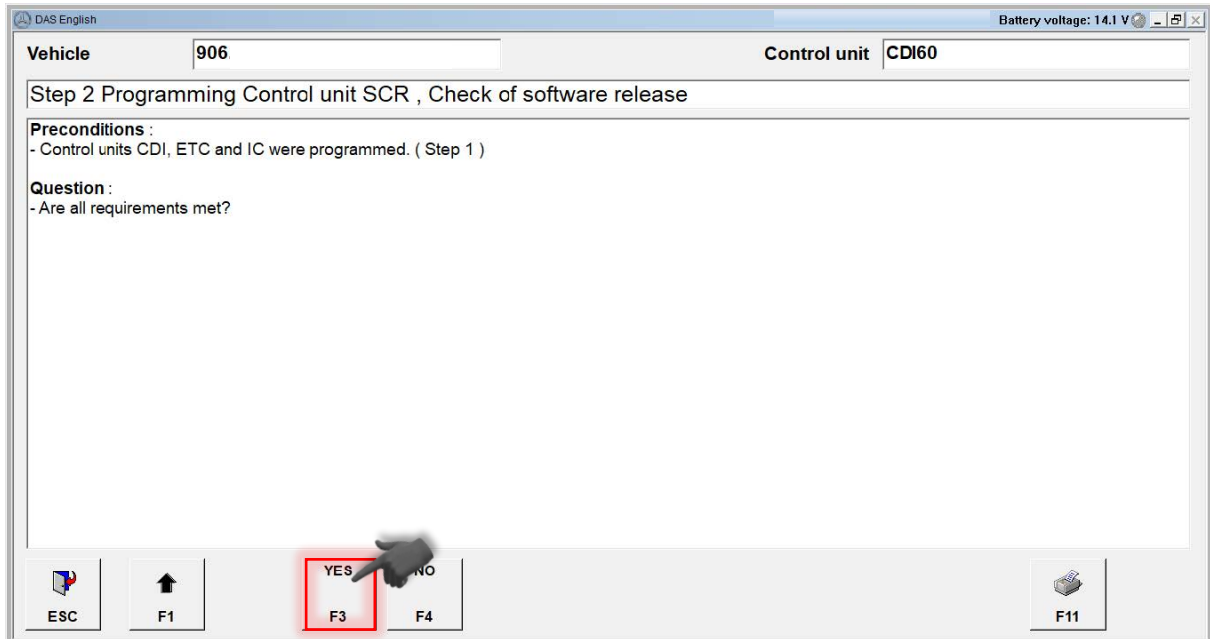 DAS English Battery voltage: 14.1 V
Vehicle 906. Control unit CDI60
Step 2 Programming Control unit SCR , Check of software release
Preconditions :
- Control units CDI, ETC and IC were programmed. ( Step 1 )
Question :
- Are all requirements met?
YES NO
ESC F1 F3 F4 F11